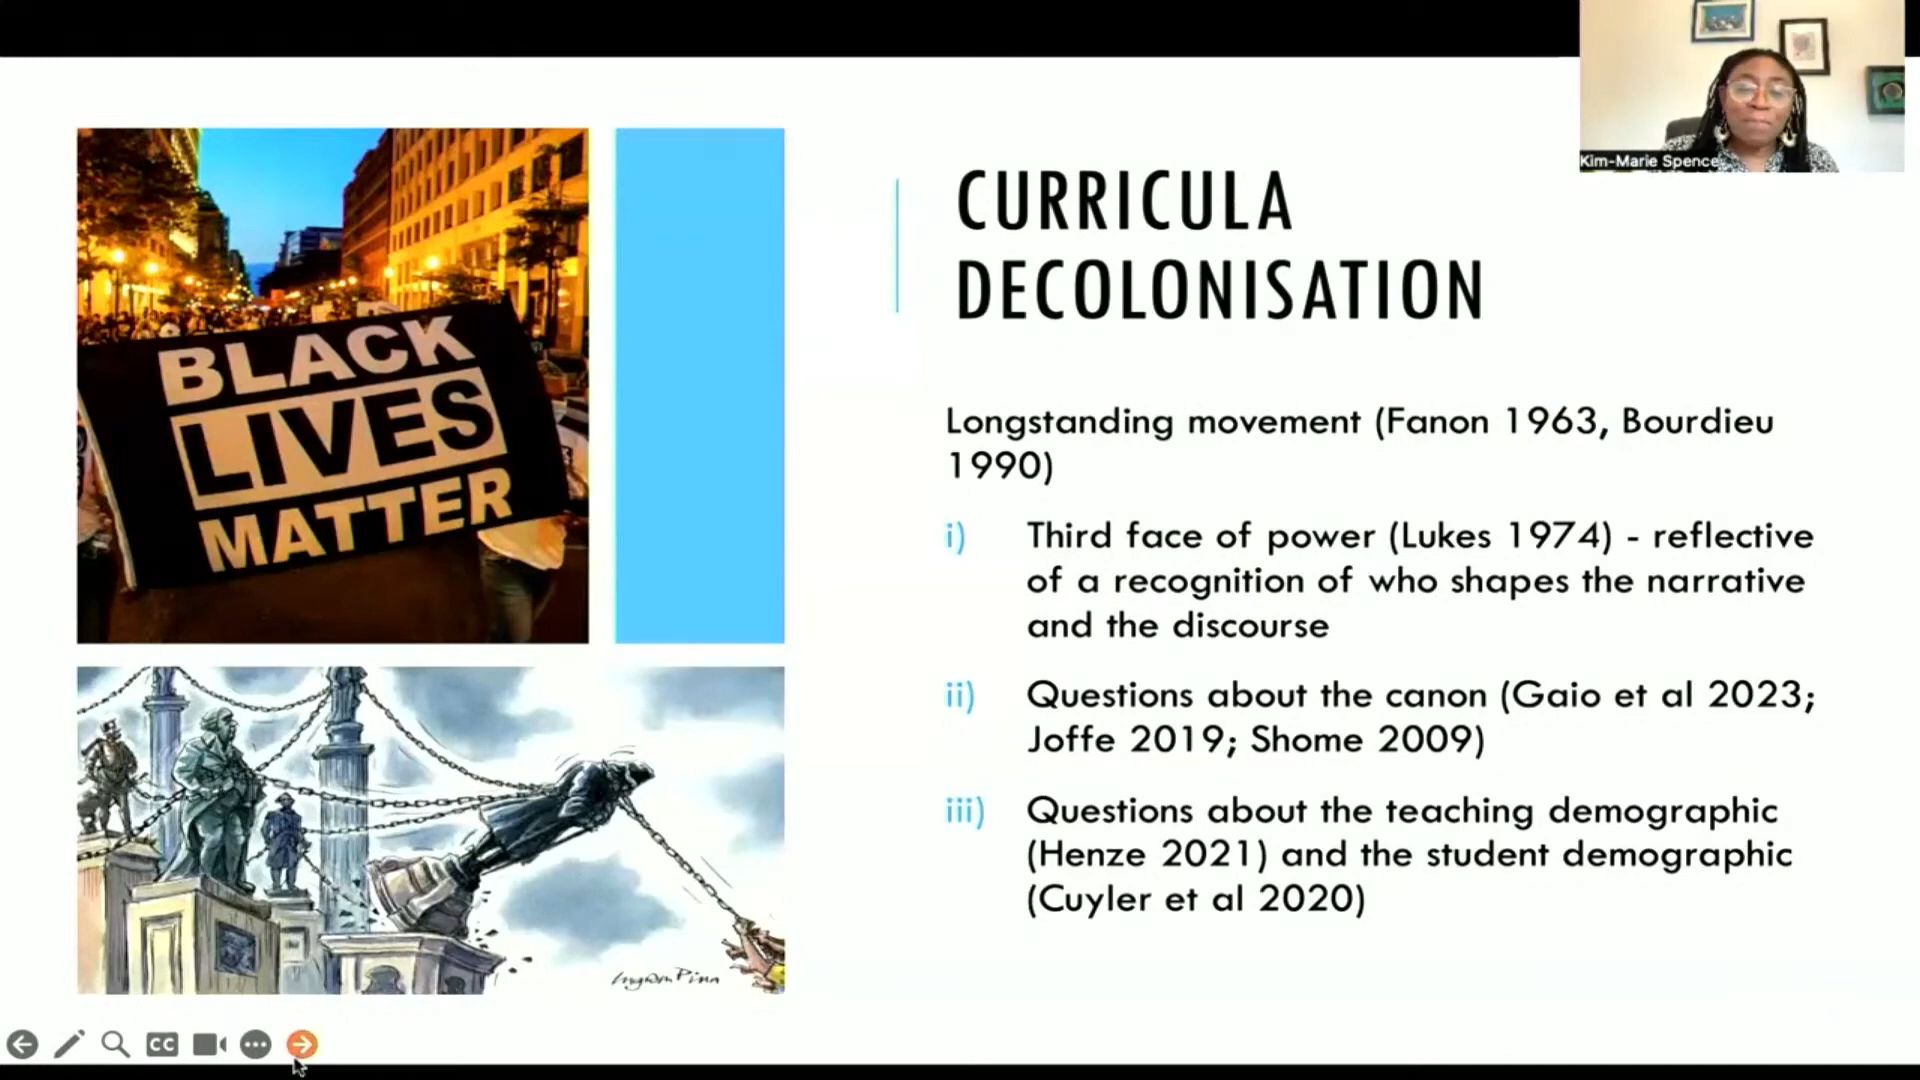 Kim-Marie Spence
CURRICULA
DECOLONISATION
BLACK
LIVES
MATTER
Longstanding movement (Fanon 1963, Bourdieu
1990)
i) Third face of power (Lukes 1974) - reflective
of a recognition of who shapes the narrative
and the discourse
ii) Questions about the canon (Gaio et al 2023;
Joffe 2019; Shome 2009)
iii) Questions about the teaching demographic
(Henze 2021) and the student demographic
(Cuyler et al 2020)
Ingram Pinn
CC